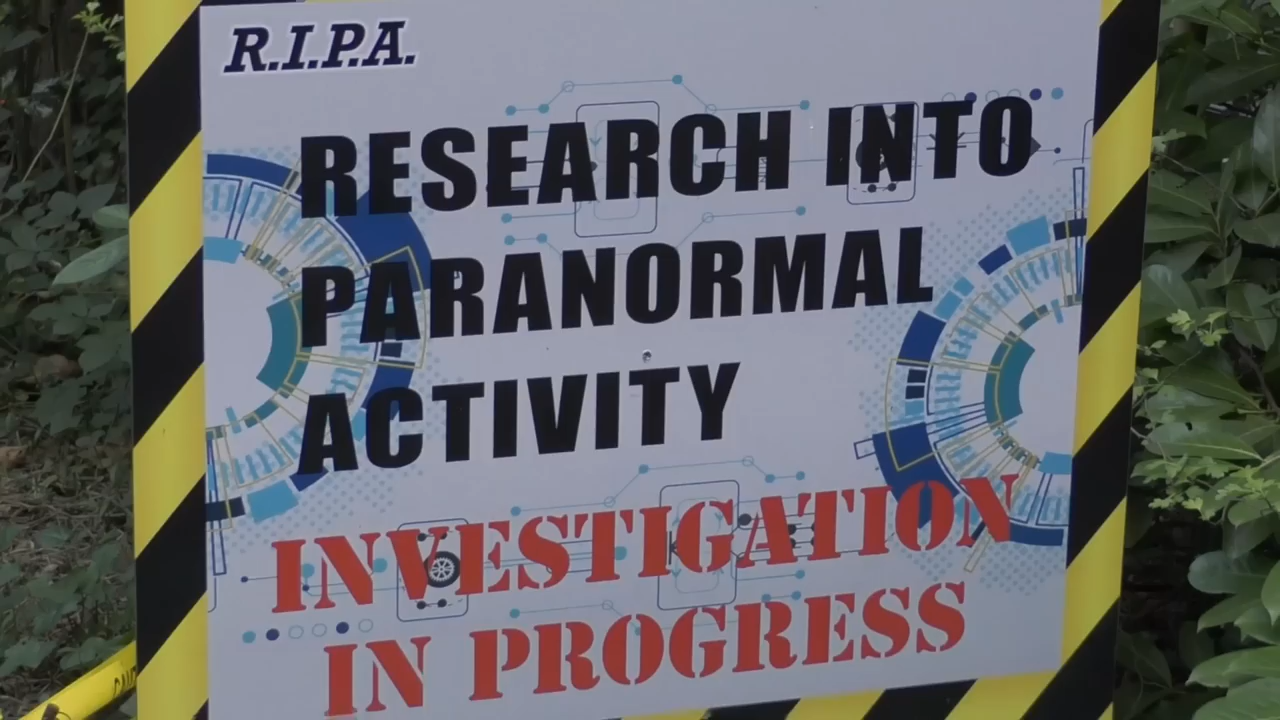 R.I.P.A.
RESEARCH INTO
PARANORMAL
ACTIVITY
INVESTIGATION
IN PROGRESS